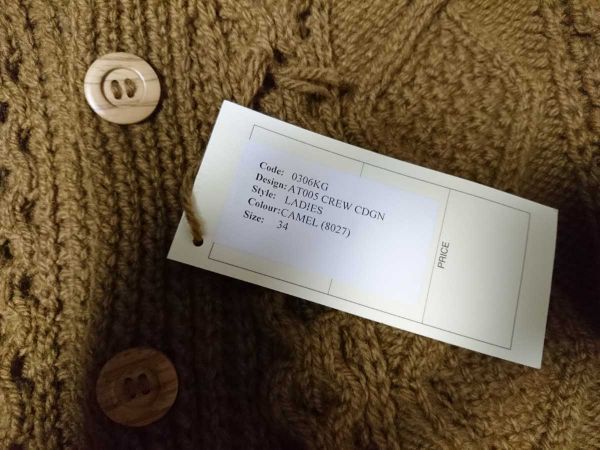 Code: 0306KG
Design:AT005 CREW CDGN
Style: LADIES
Colour:CAMEL (8027)
Size: 34
PRICE